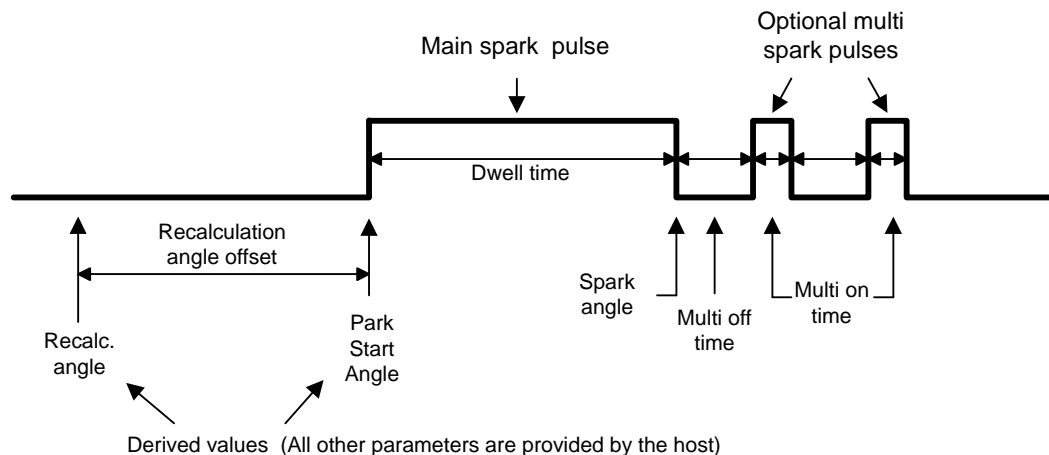 Main spark pulse
Optional multi
spark pulses
Dwell time
Recalculation
angle offset
Recalc.
angle
Park
Start
Angle
Spark
angle
Multi off
time
Multi on
time
Derived values (All other parameters are provided by the host)